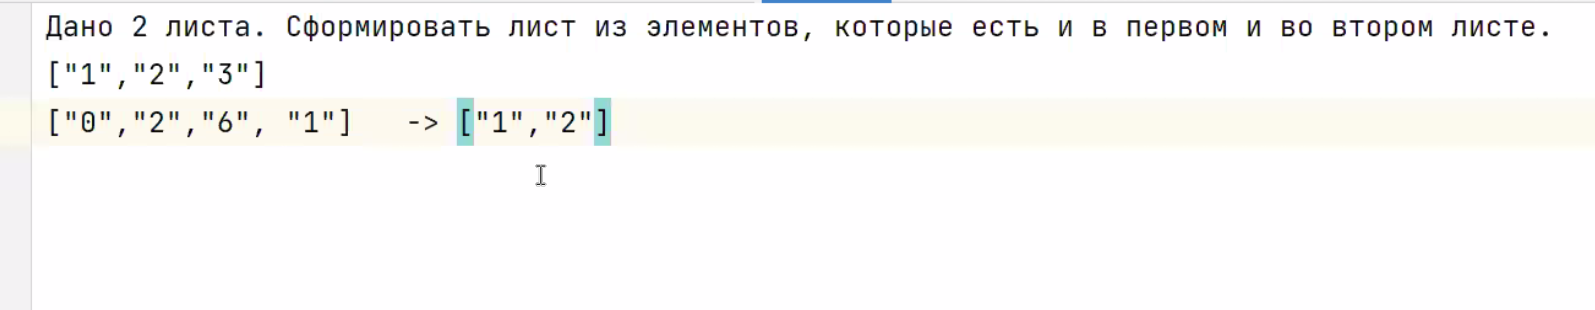 Дано 2 листа. Сформировать лист из элементов, которые есть и в первом и во втором листе.
["1","2","3"]
["0","2","6", "1"]   -> ["1","2"]